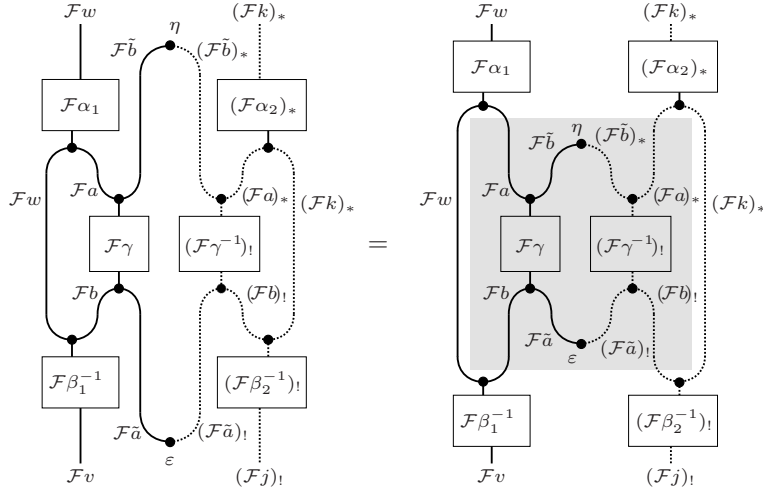 ℱw η (ℱk)∗ ℱw (ℱk)∗
ℱb̃ (ℱb̃)∗
ℱα₁ (ℱα₂)∗ ℱα₁ (ℱα₂)∗
ℱb̃ η (ℱb̃)∗
ℱw ℱa (ℱa)∗ (ℱk)∗ ℱw ℱa (ℱa)∗ (ℱk)∗
ℱγ (ℱγ⁻¹)! = ℱγ (ℱγ⁻¹)!
ℱb (ℱb)! ℱb (ℱb)!
ℱã ε (ℱã)!
ℱβ₁⁻¹ (ℱβ₂⁻¹)! ℱβ₁⁻¹ (ℱβ₂⁻¹)!
ℱã (ℱã)!
ℱv ε (ℱj)! ℱv (ℱj)!